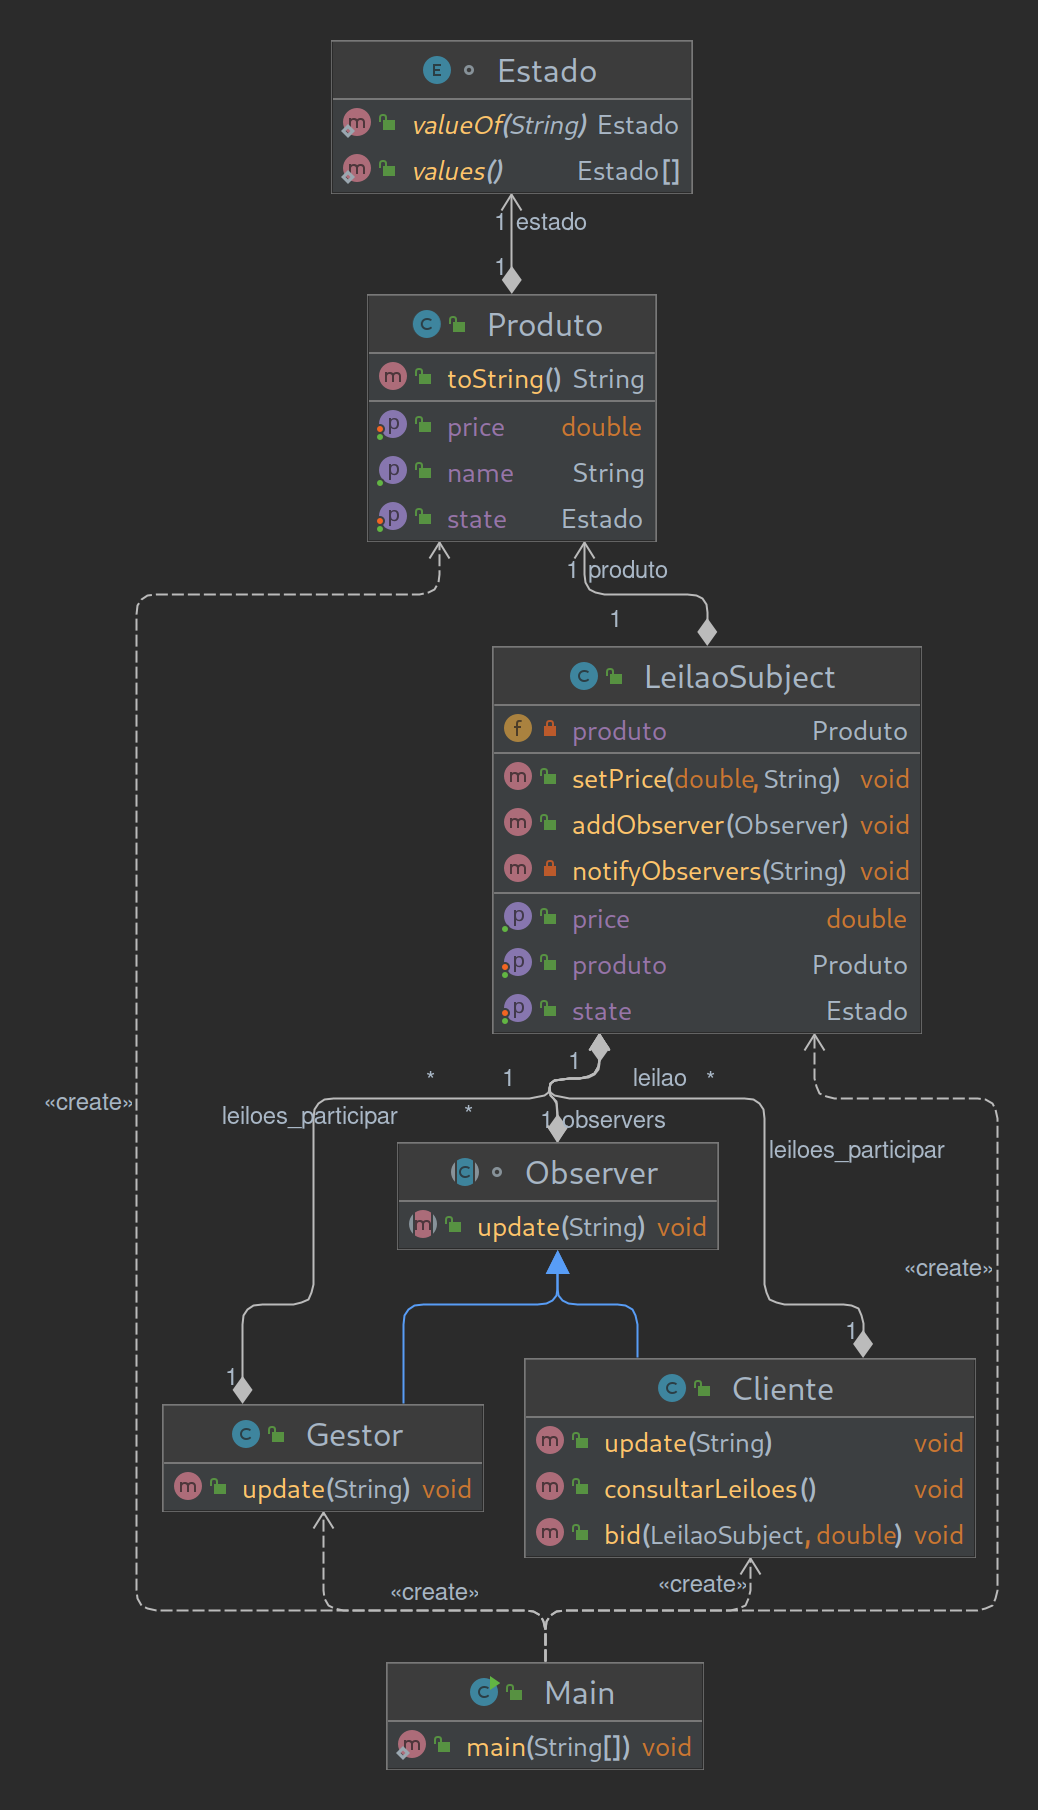 E Estado
m valueOf(String) Estado
m values() Estado[]
1 estado
1
C Produto
m toString() String
p price double
p name String
p state Estado
1 produto
1
C LeilaoSubject
f produto Produto
m setPrice(double, String) void
m addObserver(Observer) void
m notifyObservers(String) void
p price double
p produto Produto
p state Estado
1
* 1 leilao *
«create»
leiloes_participar * 1 observers
leiloes_participar
C Observer
m update(String) void
«create»
1 1
C Gestor
m update(String) void
C Cliente
m update(String) void
m consultarLeiloes() void
m bid(LeilaoSubject, double) void
«create» «create»
C Main
m main(String[]) void